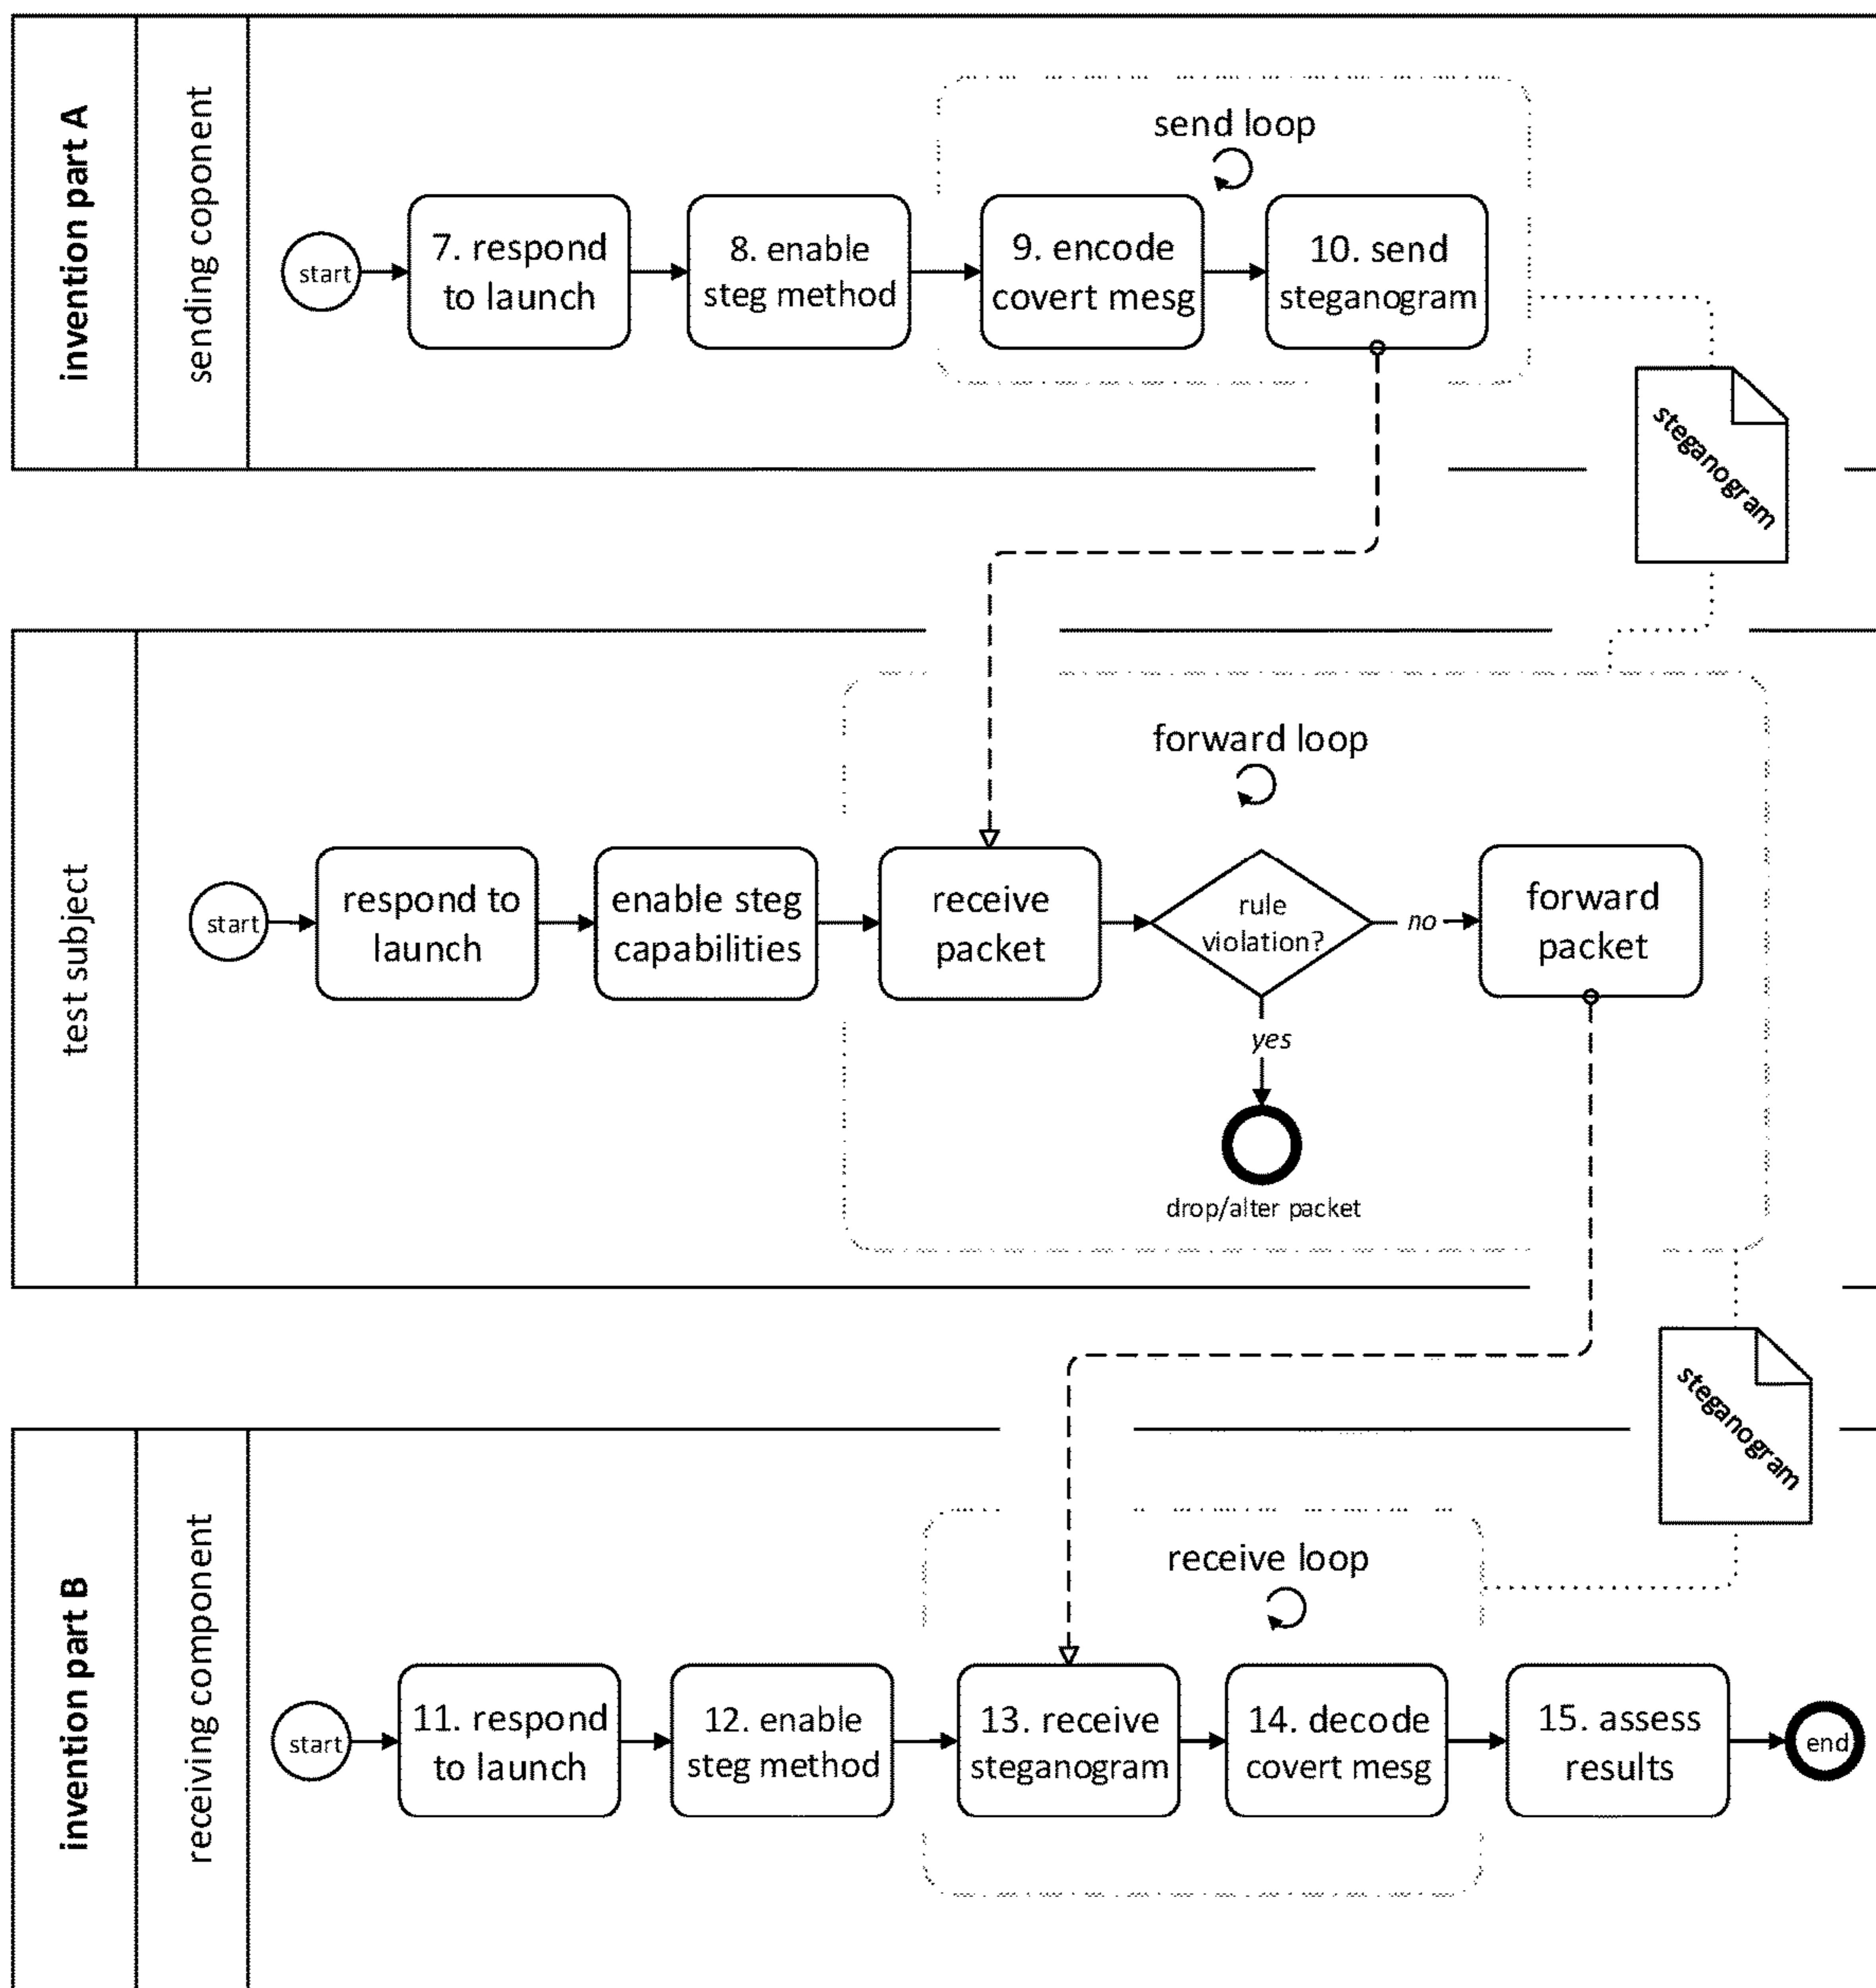 invention part A
sending coponent
send loop
start
7. respond
to launch
8. enable
steg method
9. encode
covert mesg
10. send
steganogram
steganogram
test subject
forward loop
start
respond to
launch
enable steg
capabilities
receive
packet
rule
violation?
no
forward
packet
yes
drop/alter packet
steganogram
invention part B
receiving component
receive loop
start
11. respond
to launch
12. enable
steg method
13. receive
steganogram
14. decode
covert mesg
15. assess
results
end